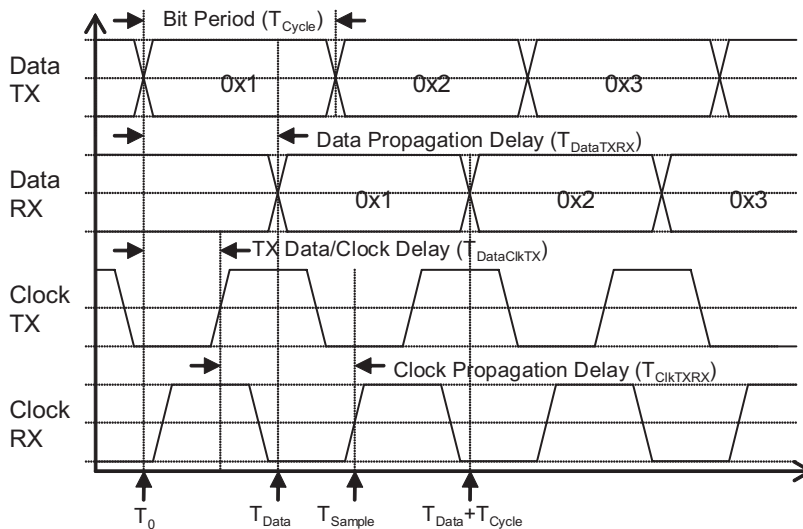 Bit Period (T_Cycle)
Data
TX
0x1
0x2
0x3
Data Propagation Delay (T_DataTXRX)
Data
RX
0x1
0x2
0x3
TX Data/Clock Delay (T_DataClkTX)
Clock
TX
Clock Propagation Delay (T_ClkTXRX)
Clock
RX
T_0
T_Data
T_Sample
T_Data+T_Cycle